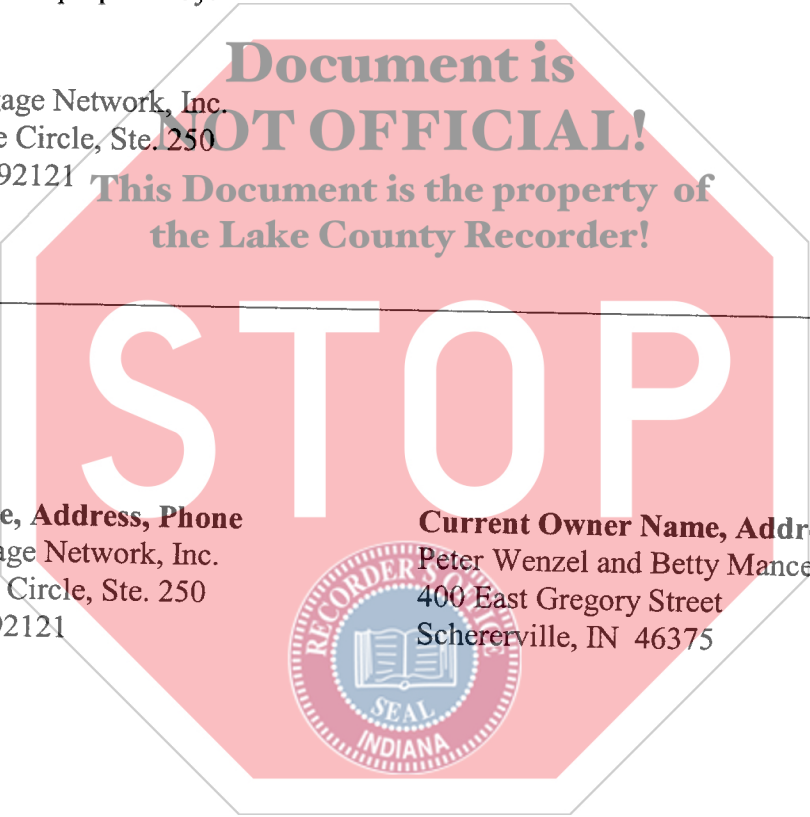 Document is
NOT OFFICIAL!
This Document is the property of
the Lake County Recorder!
age Network, Inc.
e Circle, Ste. 250
92121
STOP
e, Address, Phone
age Network, Inc.
Circle, Ste. 250
92121
Current Owner Name, Addr
Peter Wenzel and Betty Mance
400 East Gregory Street
Schererville, IN 46375
RECORDER'S OFFICE
SEAL
INDIANA